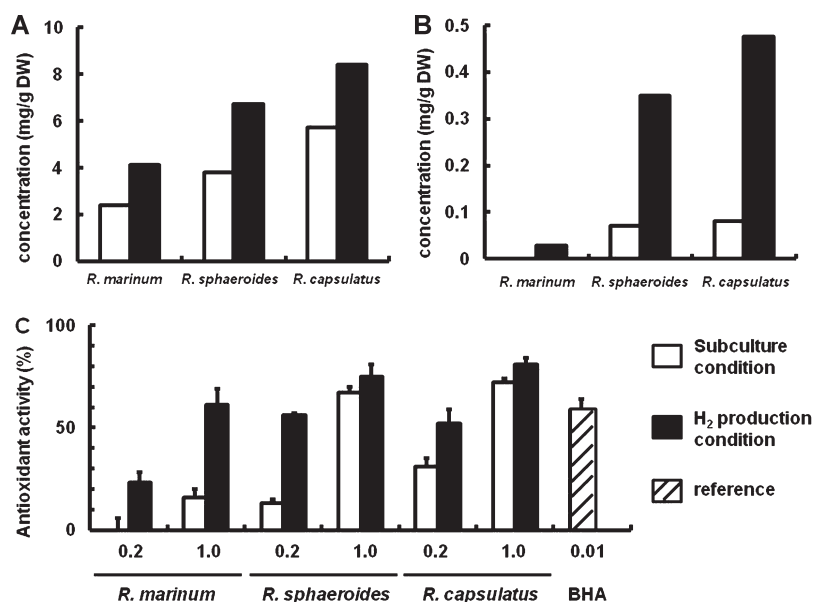 A
concentration (mg/g DW)
10
8
6
4
2
0
R. marinum R. sphaeroides R. capsulatus
B
concentration (mg/g DW)
0.5
0.4
0.3
0.2
0.1
0
R. marinum R. sphaeroides R. capsulatus
C
Antioxidant activity (%)
100
50
0
0.2 1.0 0.2 1.0 0.2 1.0 0.01
R. marinum R. sphaeroides R. capsulatus BHA
Subculture
condition
H₂ production
condition
reference